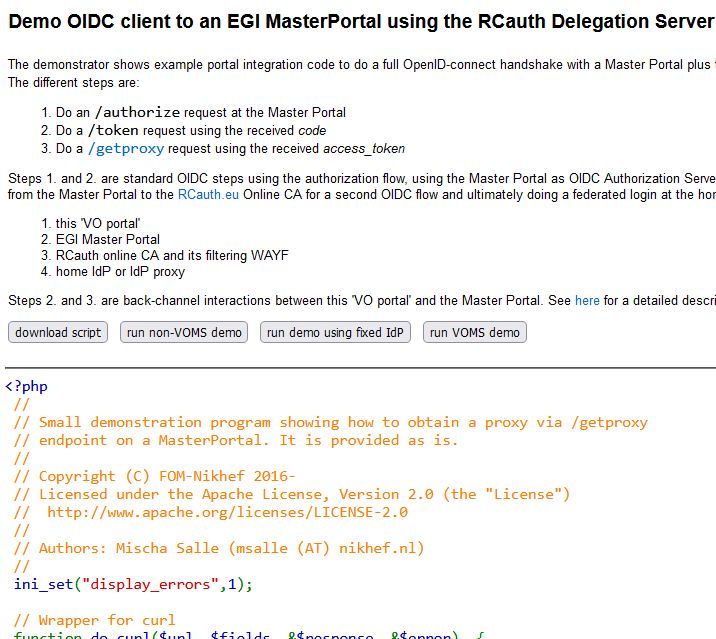 Demo OIDC client to an EGI MasterPortal using the RCauth Delegation Server
The demonstrator shows example portal integration code to do a full OpenID-connect handshake with a Master Portal plus
The different steps are:
1. Do an /authorize request at the Master Portal
2. Do a /token request using the received code
3. Do a /getproxy request using the received access_token
Steps 1. and 2. are standard OIDC steps using the authorization flow, using the Master Portal as OIDC Authorization Serve
from the Master Portal to the RCauth.eu Online CA for a second OIDC flow and ultimately doing a federated login at the hor
1. this 'VO portal'
2. EGI Master Portal
3. RCauth online CA and its filtering WAYF
4. home IdP or IdP proxy
Steps 2. and 3. are back-channel interactions between this 'VO portal' and the Master Portal. See here for a detailed descri
download script run non-VOMS demo run demo using fixed IdP run VOMS demo
<?php
//
// Small demonstration program showing how to obtain a proxy via /getproxy
// endpoint on a MasterPortal. It is provided as is.
//
// Copyright (C) FOM-Nikhef 2016-
// Licensed under the Apache License, Version 2.0 (the "License")
//  http://www.apache.org/licenses/LICENSE-2.0
//
// Authors: Mischa Salle (msalle (AT) nikhef.nl)
//
ini_set("display_errors",1);
// Wrapper for curl
function do_curl($url, $fields, &$response, &$error)  {